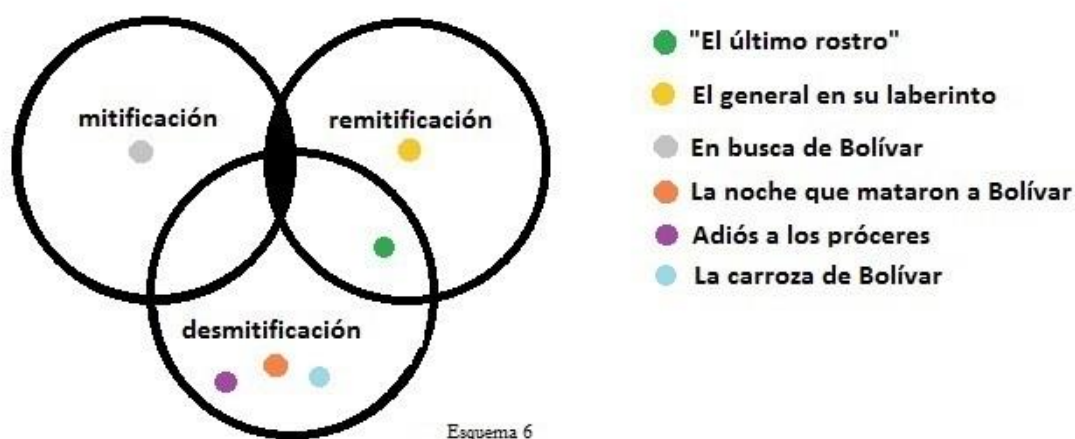 mitificación
remitificación
desmitificación
"El último rostro"
El general en su laberinto
En busca de Bolívar
La noche que mataron a Bolívar
Adiós a los próceres
La carroza de Bolívar
Esquema 6